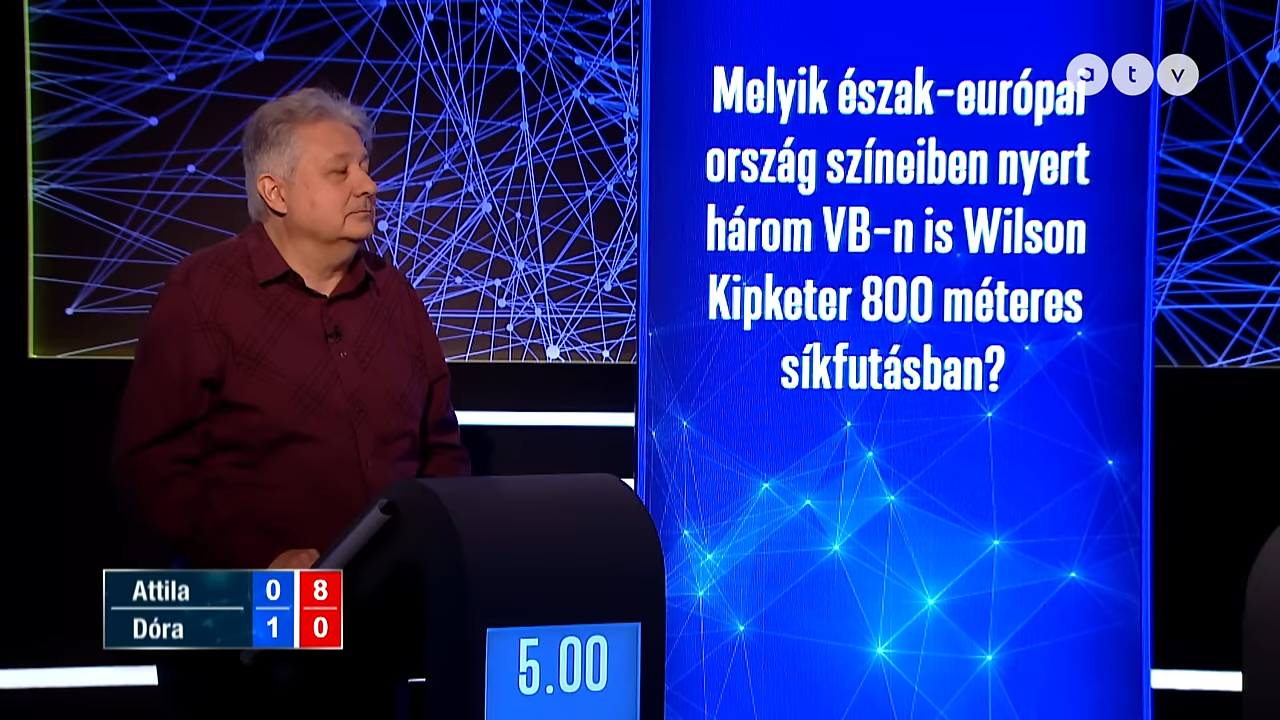 Melyik észak-európai
ország színeiben nyert
három VB-n is Wilson
Kipketer 800 méteres
síkfutásban?
atv
Attila 0 8
Dóra 1 0
5.00